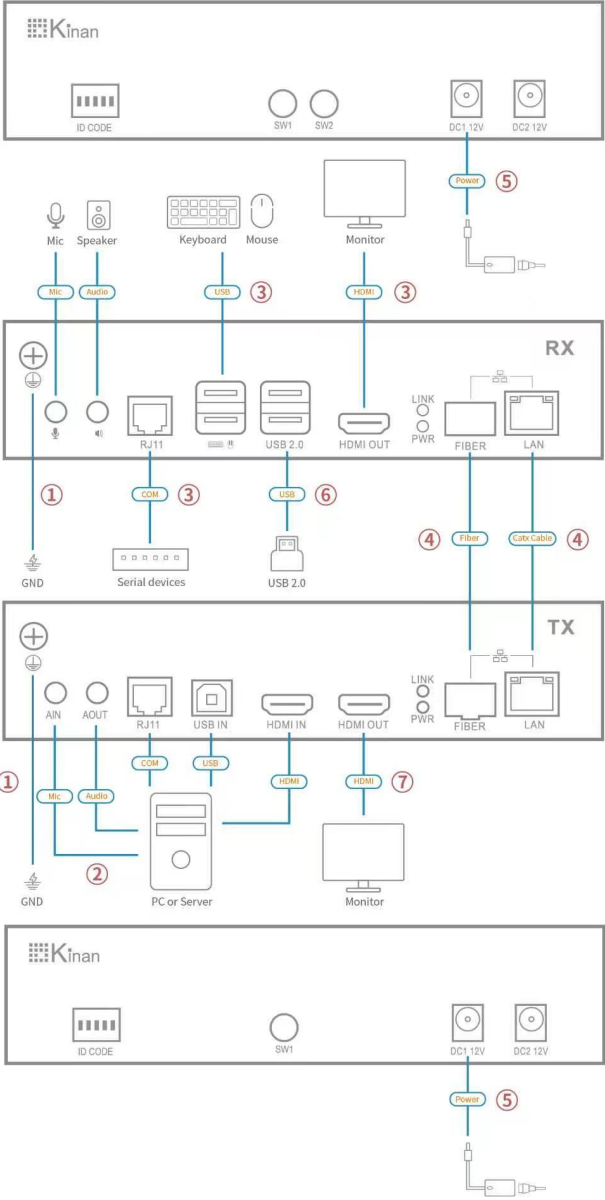 Kinan
ID CODE
SW1
SW2
DC1 12V
DC2 12V
Power
⑤
Mic
Speaker
Keyboard
Mouse
Monitor
Mic
Audio
USB
③
HDMI
③
RX
LINK
PWR
RJ11
USB 2.0
HDMI OUT
FIBER
LAN
①
COM
③
USB
⑥
④
Fiber
Catx Cable
④
GND
Serial devices
USB 2.0
TX
LINK
PWR
AIN
AOUT
RJ11
USB IN
HDMI IN
HDMI OUT
FIBER
LAN
①
Mic
Audio
COM
USB
HDMI
HDMI
⑦
②
GND
PC or Server
Monitor
Kinan
ID CODE
SW1
DC1 12V
DC2 12V
Power
⑤